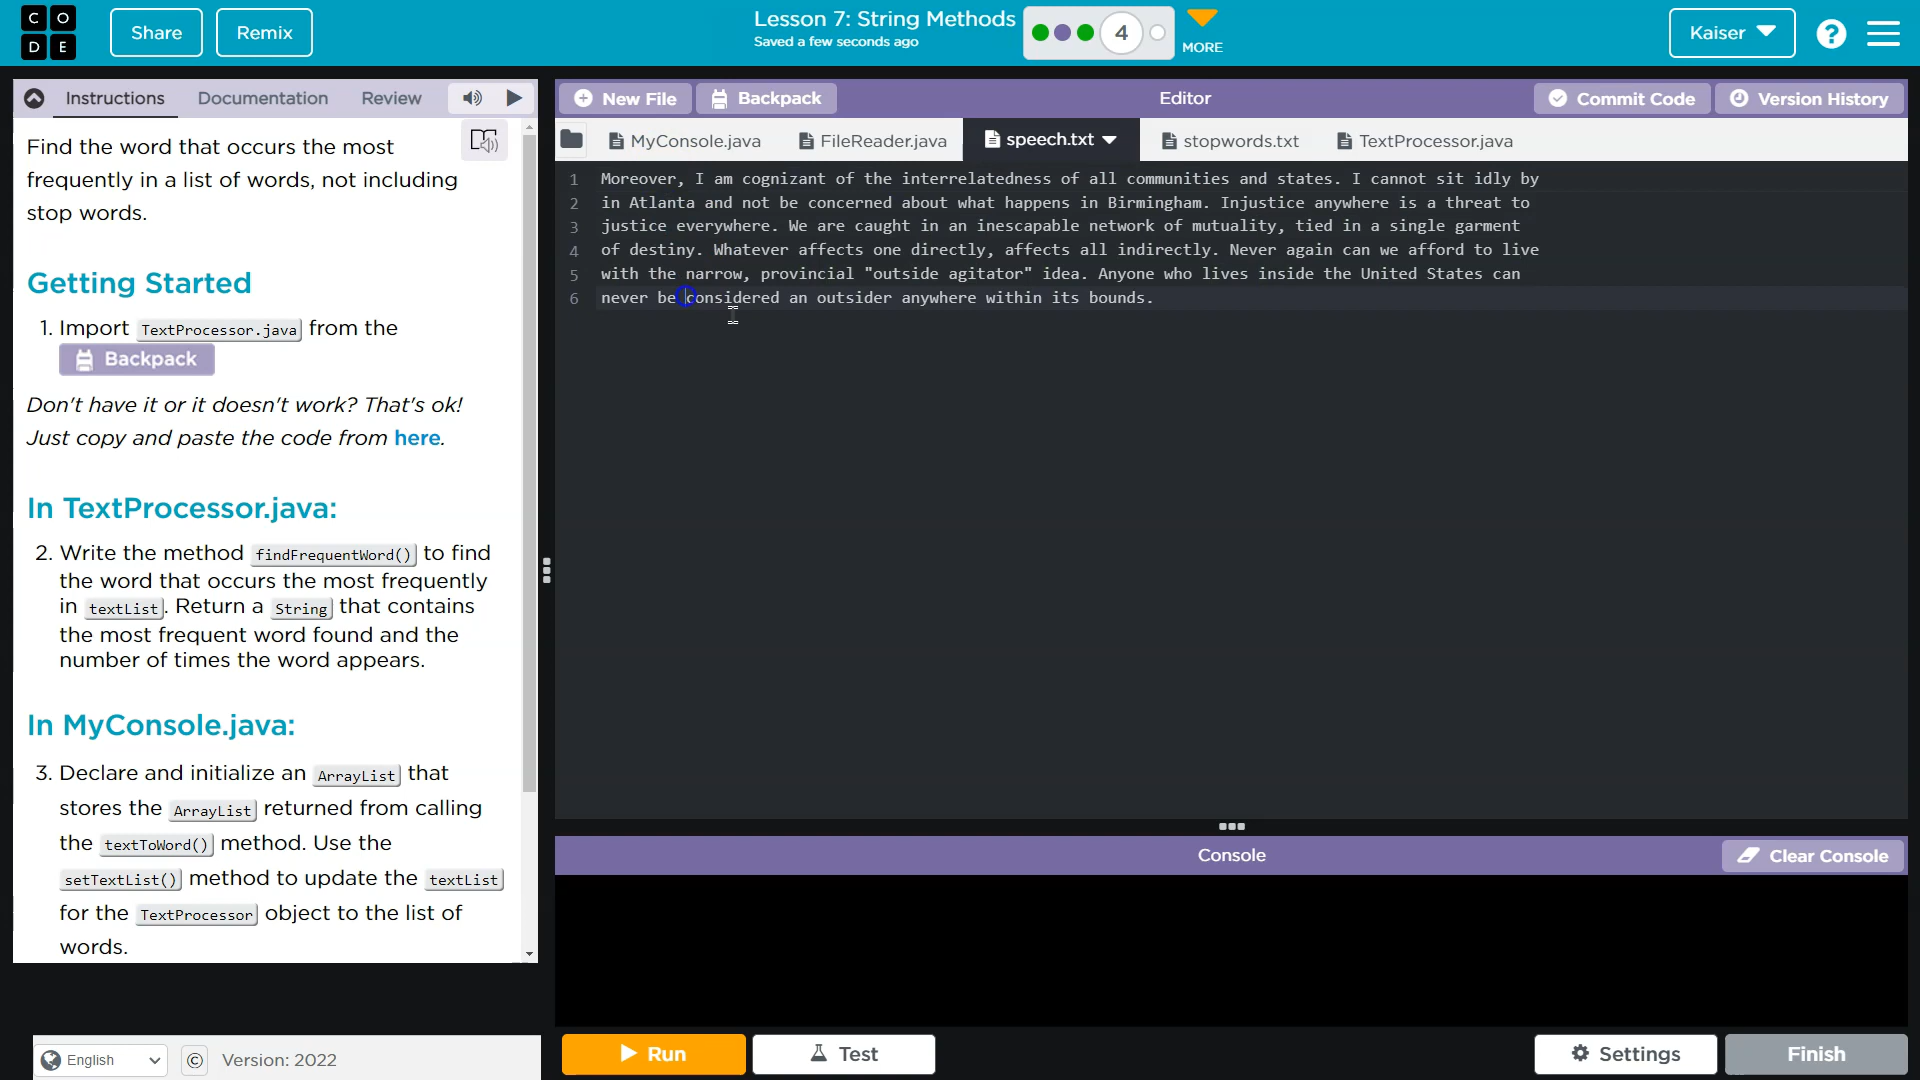 CODE
Share
Remix
Lesson 7: String Methods
Saved a few seconds ago
4
MORE
Kaiser
?
Instructions
Documentation
Review
New File
Backpack
Editor
Commit Code
Version History
MyConsole.java
FileReader.java
speech.txt
stopwords.txt
TextProcessor.java
Find the word that occurs the most
frequently in a list of words, not including
stop words.
Getting Started
1. Import TextProcessor.java from the
Backpack
Don't have it or it doesn't work? That's ok!
Just copy and paste the code from here.
In TextProcessor.java:
2. Write the method findFrequentWord() to find
the word that occurs the most frequently
in textList. Return a String that contains
the most frequent word found and the
number of times the word appears.
In MyConsole.java:
3. Declare and initialize an ArrayList that
stores the ArrayList returned from calling
the textToWord() method. Use the
setTextList() method to update the textList
for the TextProcessor object to the list of
words.
1 Moreover, I am cognizant of the interrelatedness of all communities and states. I cannot sit idly by
2 in Atlanta and not be concerned about what happens in Birmingham. Injustice anywhere is a threat to
3 justice everywhere. We are caught in an inescapable network of mutuality, tied in a single garment
4 of destiny. Whatever affects one directly, affects all indirectly. Never again can we afford to live
5 with the narrow, provincial "outside agitator" idea. Anyone who lives inside the United States can
6 never be considered an outsider anywhere within its bounds.
Console
Clear Console
English
©
Version: 2022
Run
Test
Settings
Finish